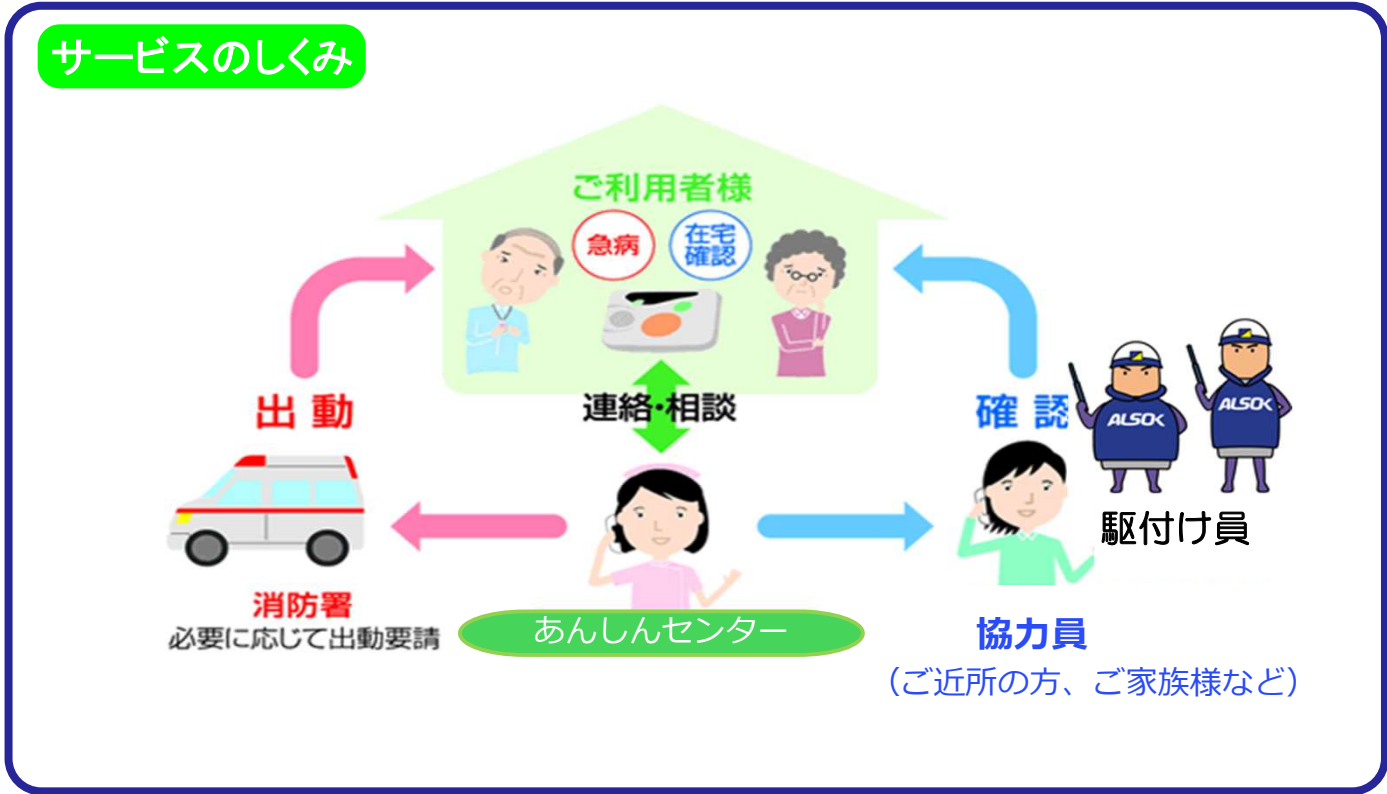 サービスのしくみ
ご利用者様
急病
在宅
確認
出動
連絡・相談
確認
ALSOK
ALSOK
駆付け員
消防署
必要に応じて出動要請
あんしんセンター
協力員
（ご近所の方、ご家族様など）